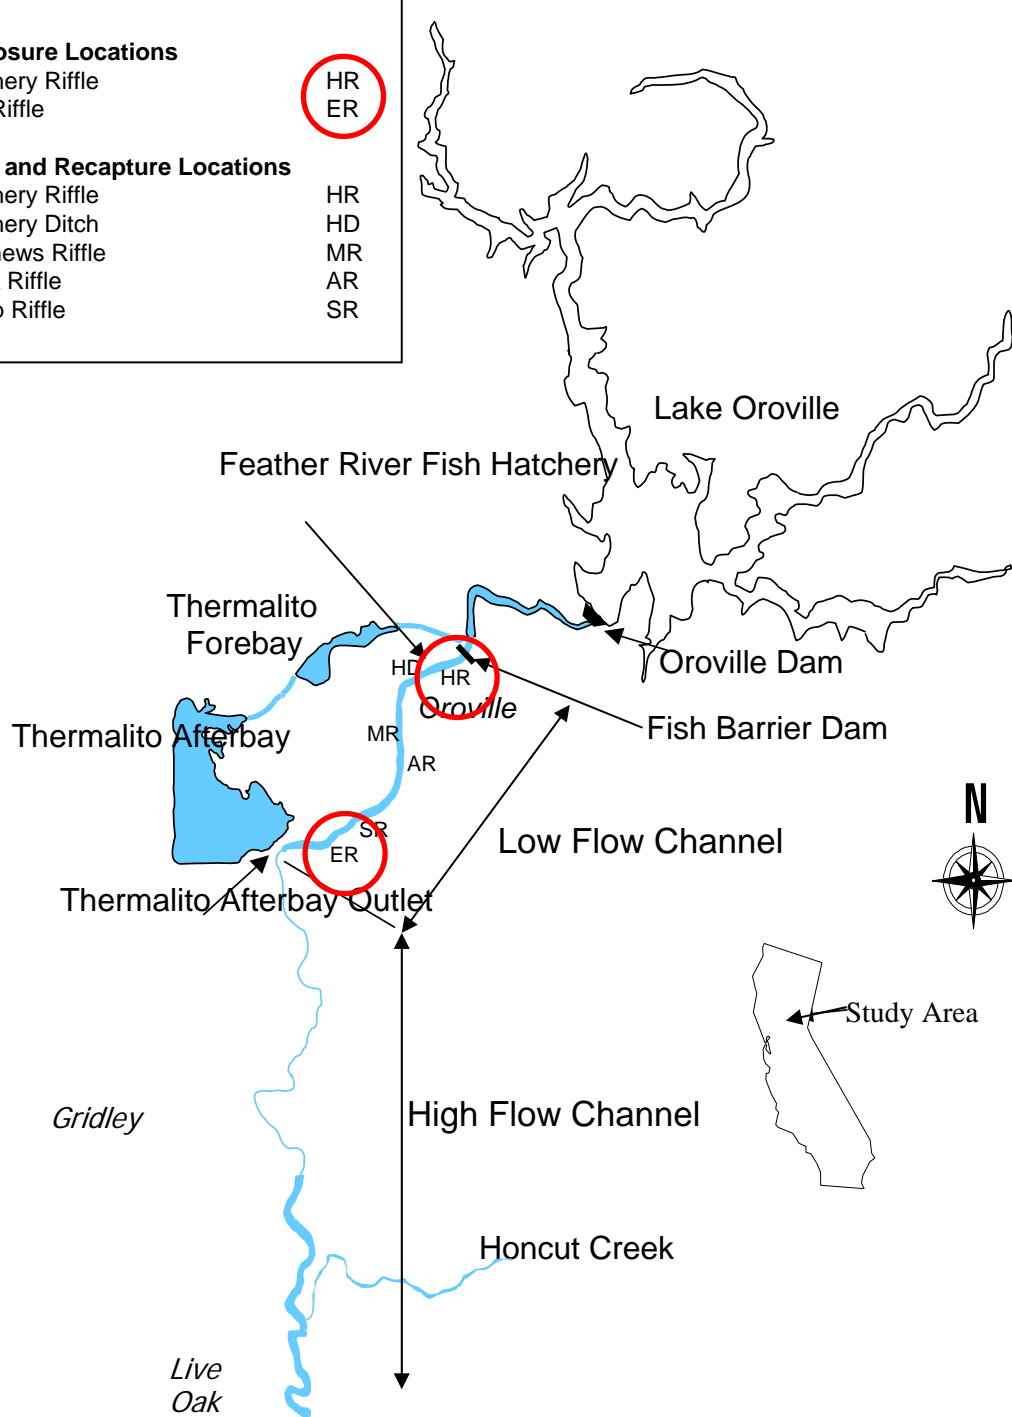 osure Locations
nery Riffle HR
Riffle ER
and Recapture Locations
nery Riffle HR
nery Ditch HD
hews Riffle MR
Riffle AR
o Riffle SR
Lake Oroville
Feather River Fish Hatchery
Thermalito
Forebay
Oroville Dam
HD
HR
Oroville
Fish Barrier Dam
MR
Thermalito Afterbay
AR
N
SR
Low Flow Channel
ER
Thermalito Afterbay Outlet
Study Area
Gridley
High Flow Channel
Honcut Creek
Live
Oak